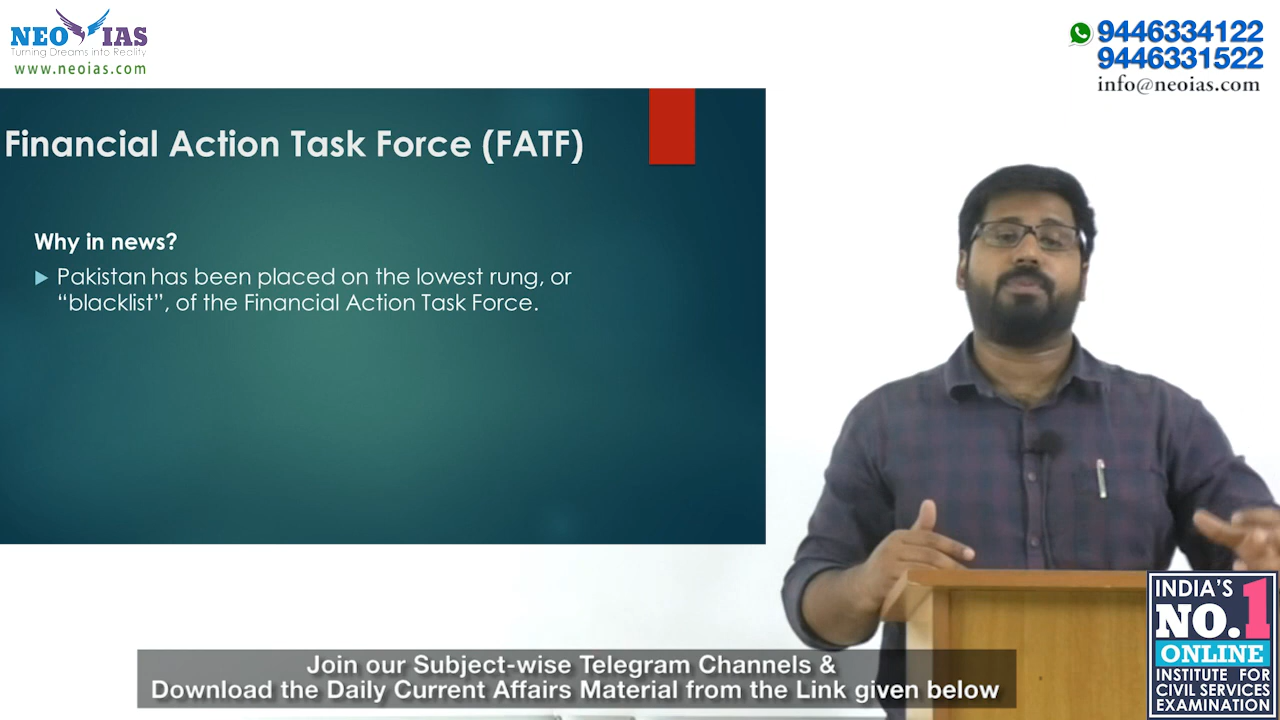 NEO IAS
Turning Dreams into Reality
www.neoias.com
9446334122
9446331522
info@neoias.com
Financial Action Task Force (FATF)
Why in news?
Pakistan has been placed on the lowest rung, or
“blacklist”, of the Financial Action Task Force.
INDIA'S
NO.1
ONLINE
INSTITUTE FOR
CIVIL SERVICES
EXAMINATION
Join our Subject-wise Telegram Channels &
Download the Daily Current Affairs Material from the Link given below